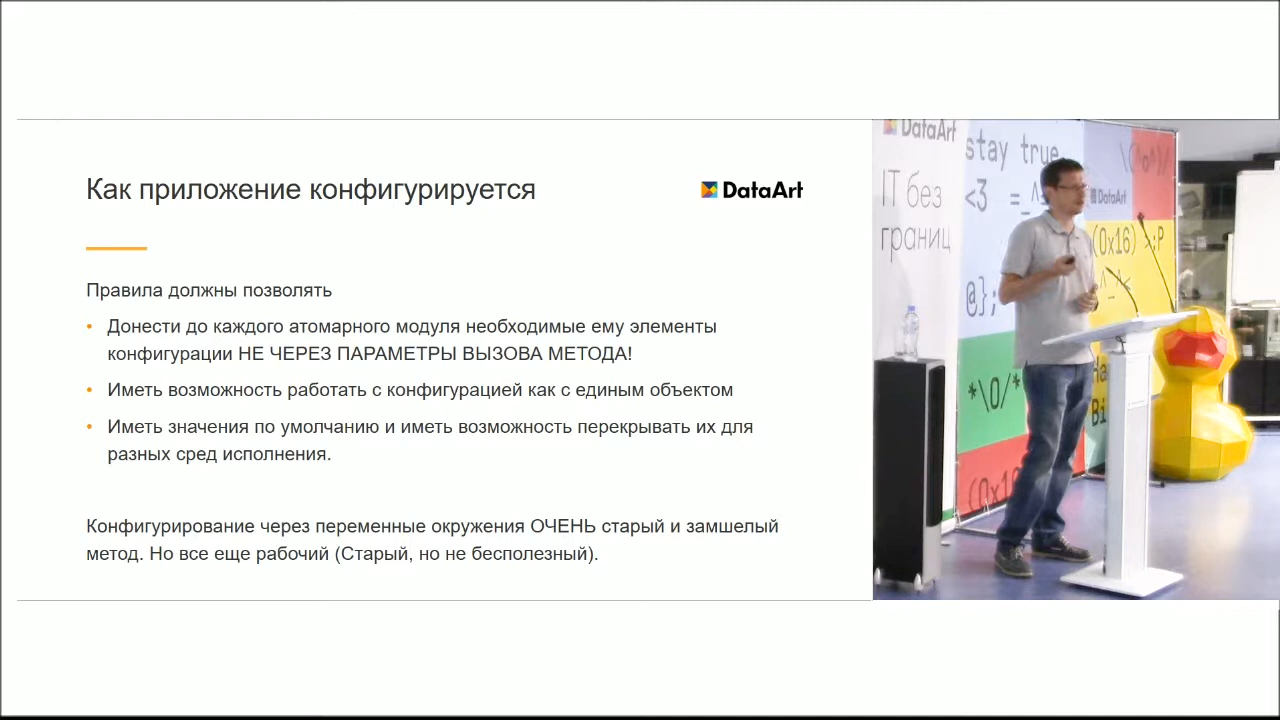 Как приложение конфигурируется
DataArt
Правила должны позволять
• Донести до каждого атомарного модуля необходимые ему элементы
конфигурации НЕ ЧЕРЕЗ ПАРАМЕТРЫ ВЫЗОВА МЕТОДА!
• Иметь возможность работать с конфигурацией как с единым объектом
• Иметь значения по умолчанию и иметь возможность перекрывать их для
разных сред исполнения.
Конфигурирование через переменные окружения ОЧЕНЬ старый и замшелый
метод. Но все еще рабочий (Старый, но не бесполезный).
DataArt
IT без
границ
stay true
<3
@};
*\O/*
DataArt
(0x16) >:P